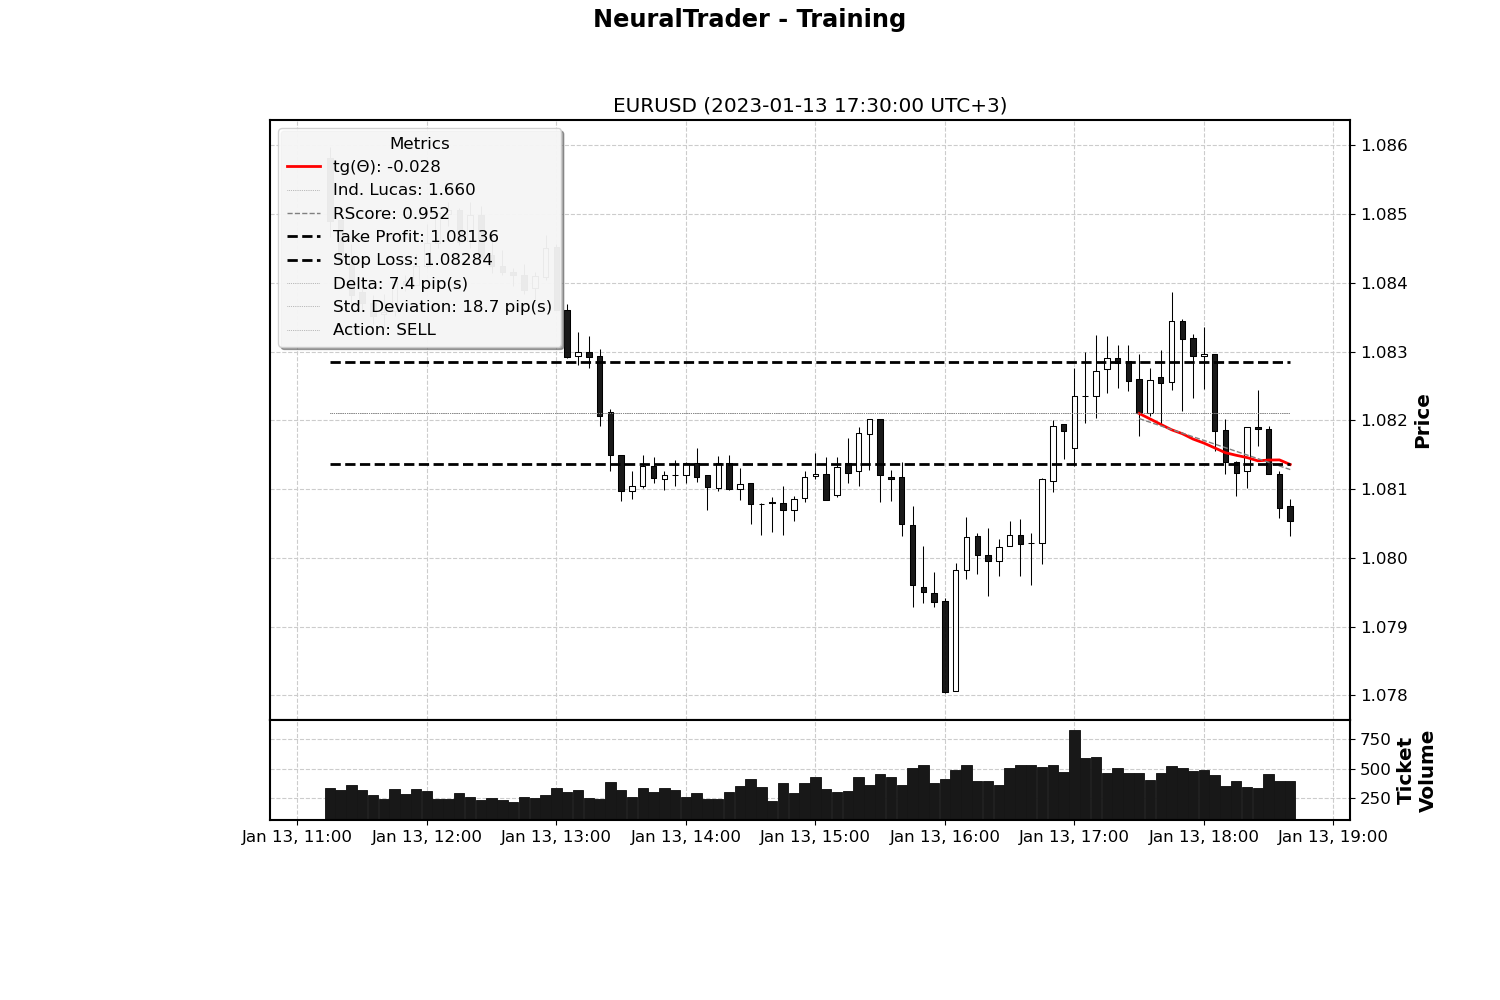 NeuralTrader - Training
EURUSD (2023-01-13 17:30:00 UTC+3)
Metrics
tg(Θ): -0.028
Ind. Lucas: 1.660
RScore: 0.952
Take Profit: 1.08136
Stop Loss: 1.08284
Delta: 7.4 pip(s)
Std. Deviation: 18.7 pip(s)
Action: SELL
1.086
1.085
1.084
1.083
1.082
1.081
1.080
1.079
1.078
Price
750
500
250
Ticket
Volume
Jan 13, 11:00
Jan 13, 12:00
Jan 13, 13:00
Jan 13, 14:00
Jan 13, 15:00
Jan 13, 16:00
Jan 13, 17:00
Jan 13, 18:00
Jan 13, 19:00